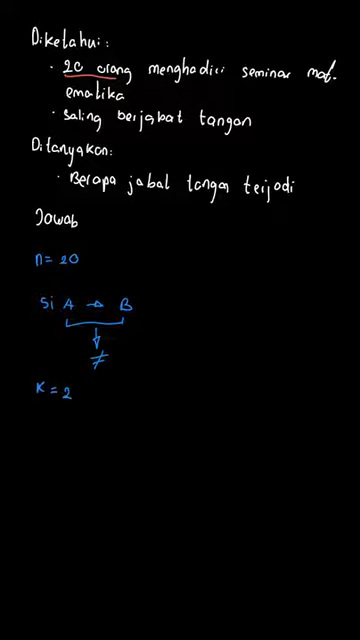 Diketahui:
• 20 orang menghadiri seminar mat-
ematika
• saling berjabat tangan
Ditanyakan:
• Berapa jabat tangan terjadi
Jawab
n = 20
Si A → B
≠
K = 2